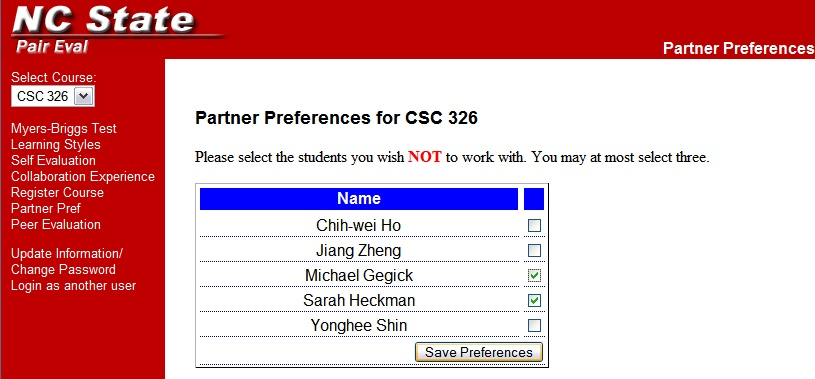 NC State
Pair Eval
Partner Preferences
Select Course:
CSC 326
Myers-Briggs Test
Learning Styles
Self Evaluation
Collaboration Experience
Register Course
Partner Pref
Peer Evaluation
Update Information/
Change Password
Login as another user
Partner Preferences for CSC 326
Please select the students you wish NOT to work with. You may at most select three.
Name
Chih-wei Ho
Jiang Zheng
Michael Gegick
Sarah Heckman
Yonghee Shin
Save Preferences